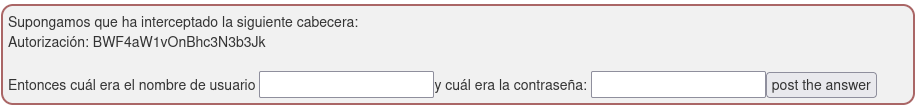 Supongamos que ha interceptado la siguiente cabecera:
Autorización: BWF4aW1vOnBhc3N3b3Jk
Entonces cuál era el nombre de usuario y cuál era la contraseña: post the answer